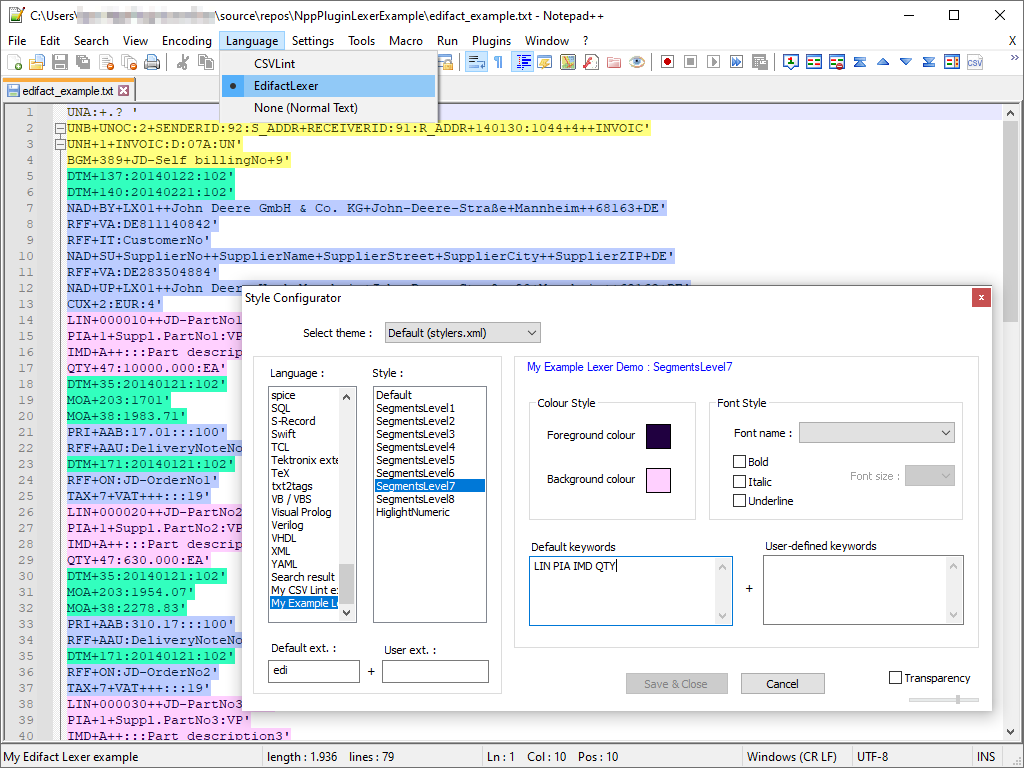 C:\Users\ \source\repos\NppPluginLexerExample\edifact_example.txt - Notepad++
File Edit Search View Encoding Language Settings Tools Macro Run Plugins Window ? X
CSVLint
EdifactLexer
None (Normal Text)
edifact_example.txt
1 UNA:+.? '
2 UNB+UNOC:2+SENDERID:92:S_ADDR+RECEIVERID:91:R_ADDR+140130:1044+4++INVOIC'
3 UNH+1+INVOIC:D:07A:UN'
4 BGM+389+JD-Self billingNo+9'
5 DTM+137:20140122:102'
6 DTM+140:20140221:102'
7 NAD+BY+LX01++John Deere GmbH & Co. KG+John-Deere-Straße+Mannheim++68163+DE'
8 RFF+VA:DE811140842'
9 RFF+IT:CustomerNo'
10 NAD+SU+SupplierNo++SupplierName+SupplierStreet+SupplierCity++SupplierZIP+DE'
11 RFF+VA:DE283504884'
12 NAD+UP+LX01++John Deere
13 CUX+2:EUR:4'
14 LIN+000010++JD-PartNo1
15 PIA+1+Suppl.PartNo1:VP
16 IMD+A++:::Part descrip
17 QTY+47:10000.000:EA'
18 DTM+35:20140121:102'
19 MOA+203:1701'
20 MOA+38:1983.71'
21 PRI+AAB:17.01:::100'
22 RFF+AAU:DeliveryNoteNo
23 DTM+171:20140121:102'
24 RFF+ON:JD-OrderNo1'
25 TAX+7+VAT+++:::19'
26 LIN+000020++JD-PartNo2
27 PIA+1+Suppl.PartNo2:VP
28 IMD+A++:::Part descrip
29 QTY+47:630.000:EA'
30 DTM+35:20140121:102'
31 MOA+203:1954.07'
32 MOA+38:2278.83'
33 PRI+AAB:310.17:::100'
34 RFF+AAU:DeliveryNoteNo
35 DTM+171:20140121:102'
36 RFF+ON:JD-OrderNo2'
37 TAX+7+VAT+++:::19'
38 LIN+000030++JD-PartNo3
39 PIA+1+Suppl.PartNo3:VP'
40 IMD+A++:::Part description3'
Style Configurator
x
Select theme : Default (stylers.xml)
Language :
spice
SQL
S-Record
Swift
TCL
Tektronix exte
TeX
txt2tags
VB / VBS
Visual Prolog
Verilog
VHDL
XML
YAML
Search result
My CSV Lint e
My Example L
Style :
Default
SegmentsLevel1
SegmentsLevel2
SegmentsLevel3
SegmentsLevel4
SegmentsLevel5
SegmentsLevel6
SegmentsLevel7
SegmentsLevel8
HiglightNumeric
Default ext. :
edi
+
User ext. :
My Example Lexer Demo : SegmentsLevel7
Colour Style
Foreground colour
Background colour
Font Style
Font name :
Bold
Italic
Underline
Font size :
Default keywords
LIN PIA IMD QTY
+
User-defined keywords
Save & Close
Cancel
Transparency
My Edifact Lexer example length : 1.936 lines : 79 Ln : 1 Col : 10 Pos : 10 Windows (CR LF) UTF-8 INS